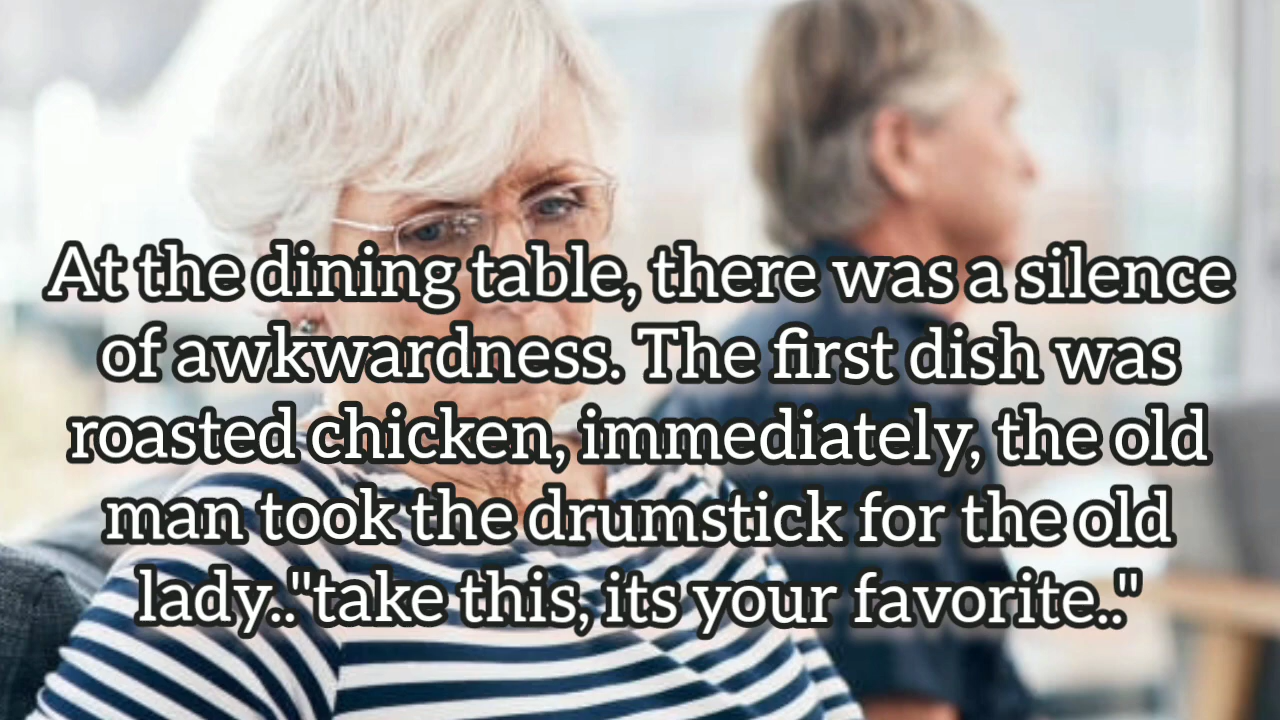 At the dining table, there was a silence
of awkwardness. The first dish was
roasted chicken, immediately, the old
man took the drumstick for the old
lady.."take this, its your favorite.."